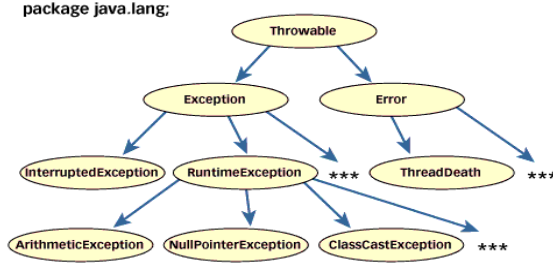 package java.lang;
Throwable
Exception
Error
InterruptedException
RuntimeException
***
ThreadDeath
***
ArithmeticException
NullPointerException
ClassCastException
***